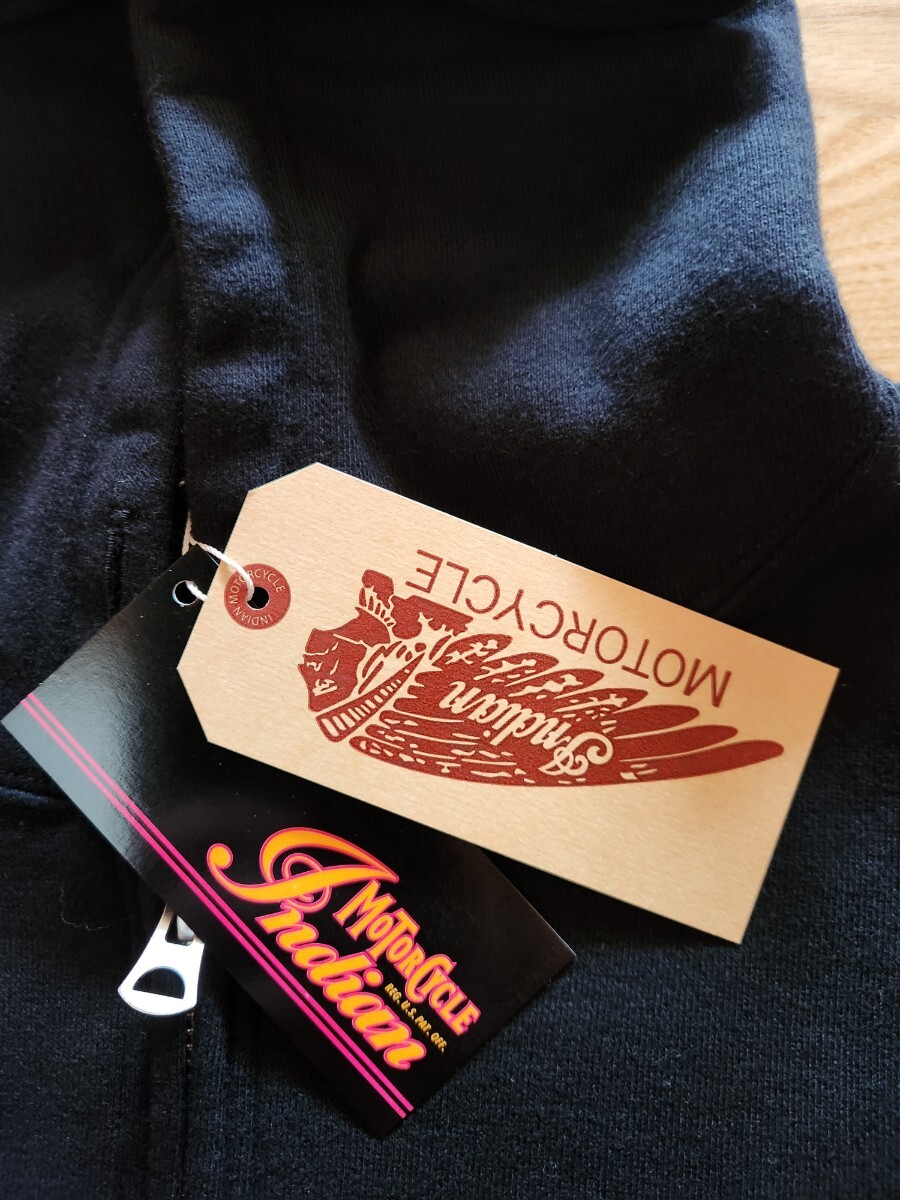 INDIAN MOTORCYCLE
MOTORCYCLE
Indian
Indian
MOTORCYCLE
REG. U.S. PAT. OFF.